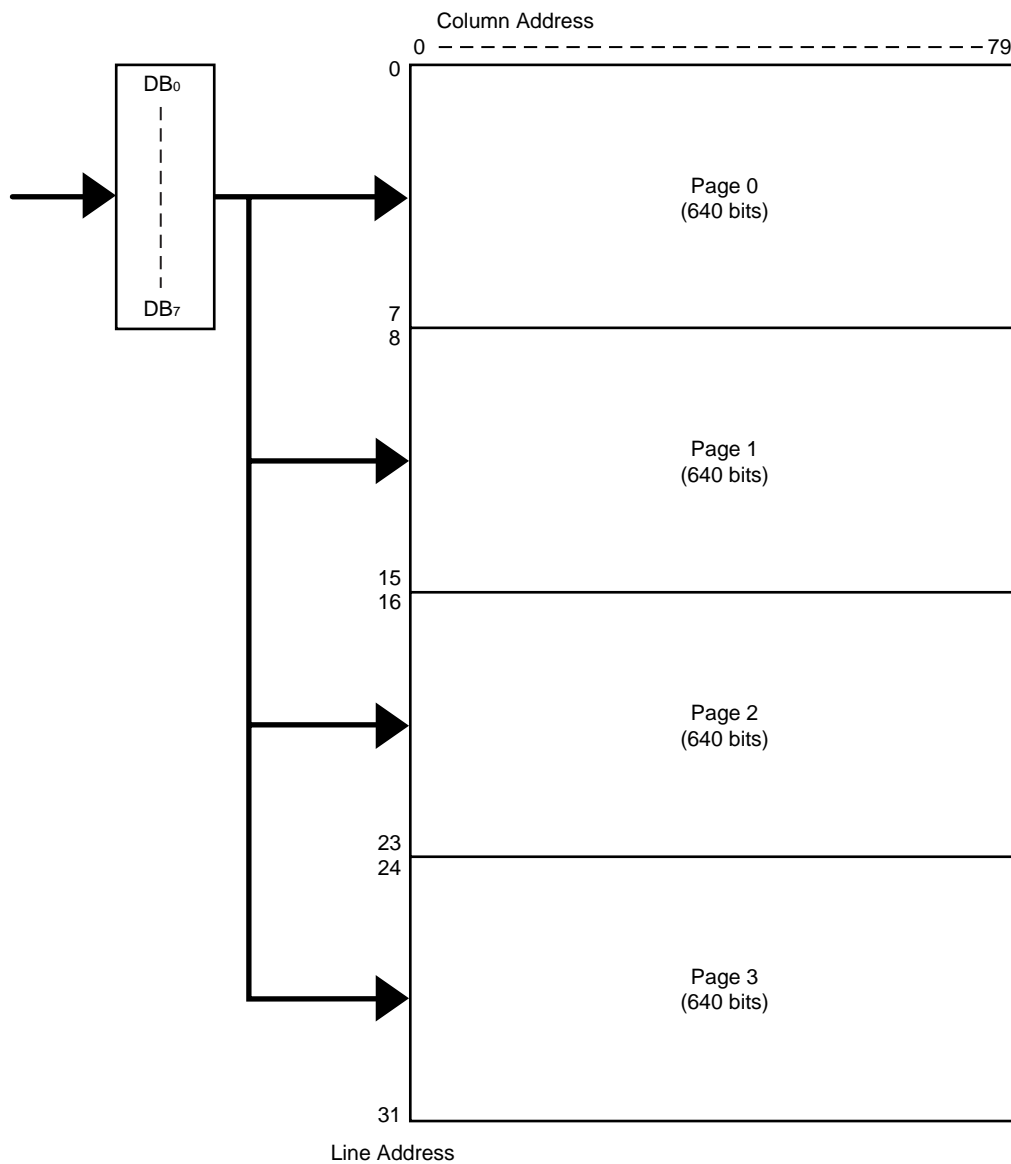 Column Address
0 79
0
DB0
DB7
Page 0
(640 bits)
7
8
Page 1
(640 bits)
15
16
Page 2
(640 bits)
23
24
Page 3
(640 bits)
31
Line Address